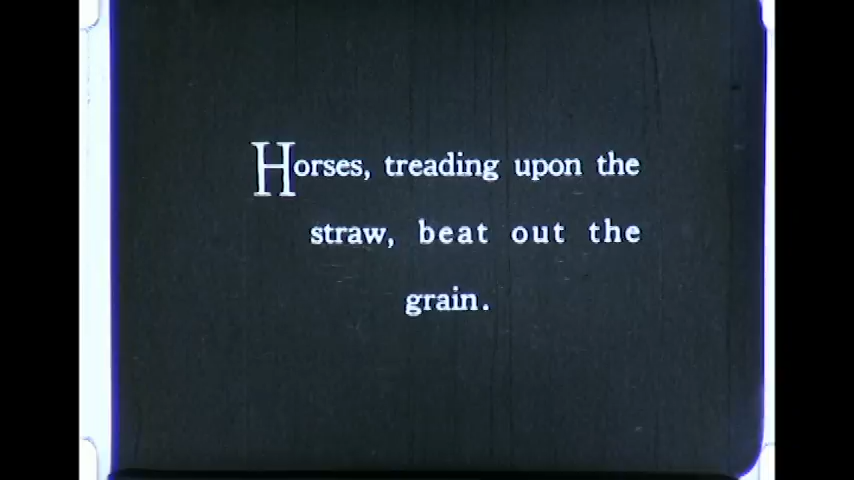 Horses, treading upon the
straw, beat out the
grain.